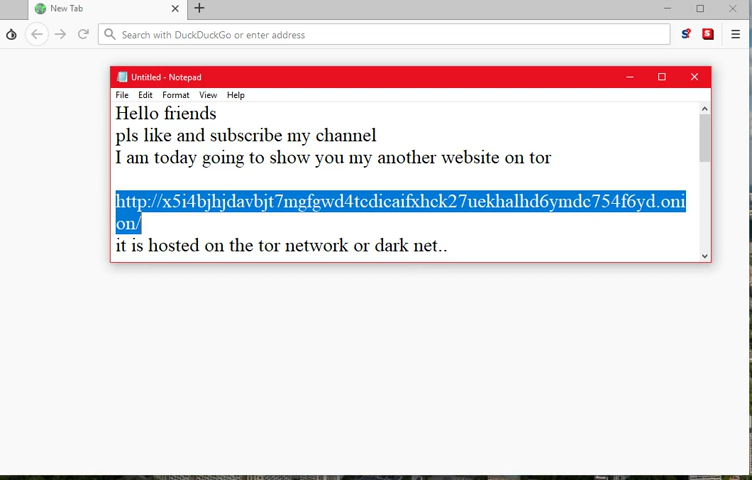 New Tab
Search with DuckDuckGo or enter address
Untitled - Notepad
File Edit Format View Help
Hello friends
pls like and subscribe my channel
I am today going to show you my another website on tor
http://x5i4bjhjdavbjt7mgfgwd4tcdicaifxhck27uekhalhd6ymdc754f6yd.oni
on/
it is hosted on the tor network or dark net..